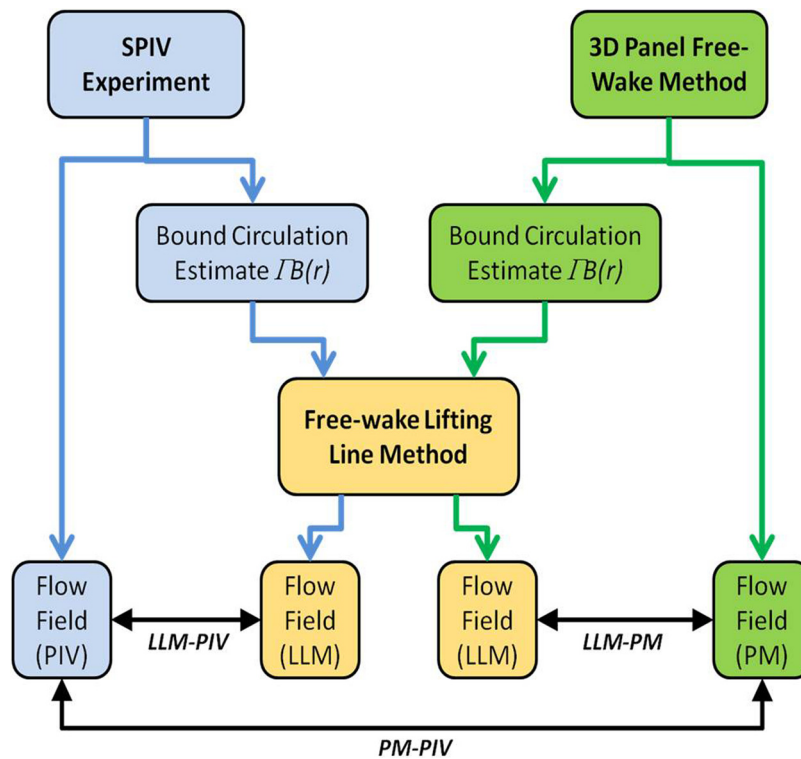 SPIV
Experiment
3D Panel Free-
Wake Method
Bound Circulation
Estimate ΓB(r)
Bound Circulation
Estimate ΓB(r)
Free-wake Lifting
Line Method
Flow
Field
(PIV)
LLM-PIV
Flow
Field
(LLM)
Flow
Field
(LLM)
LLM-PM
Flow
Field
(PM)
PM-PIV